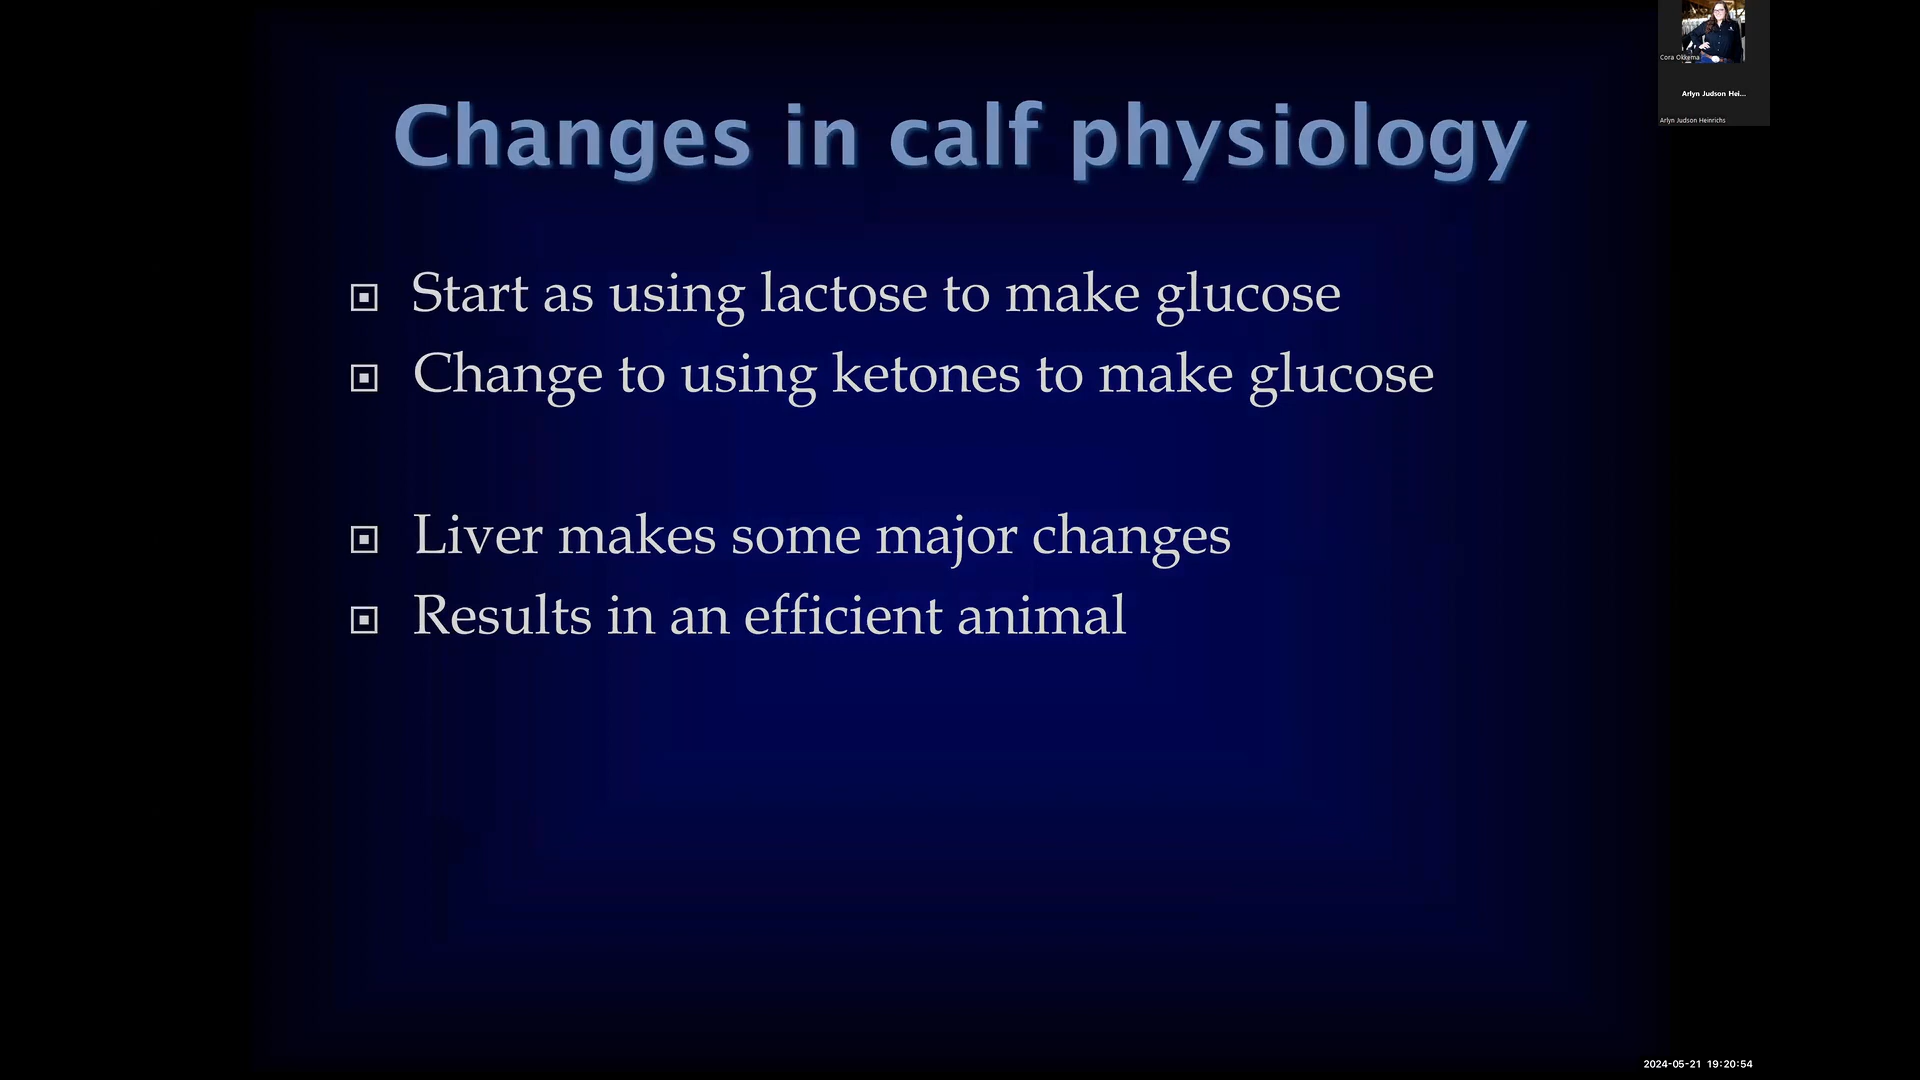 Changes in calf physiology
Start as using lactose to make glucose
Change to using ketones to make glucose
Liver makes some major changes
Results in an efficient animal
Cora Okkema
Arlyn Judson Hei...
Arlyn Judson Heinrichs
2024-05-21 19:20:54